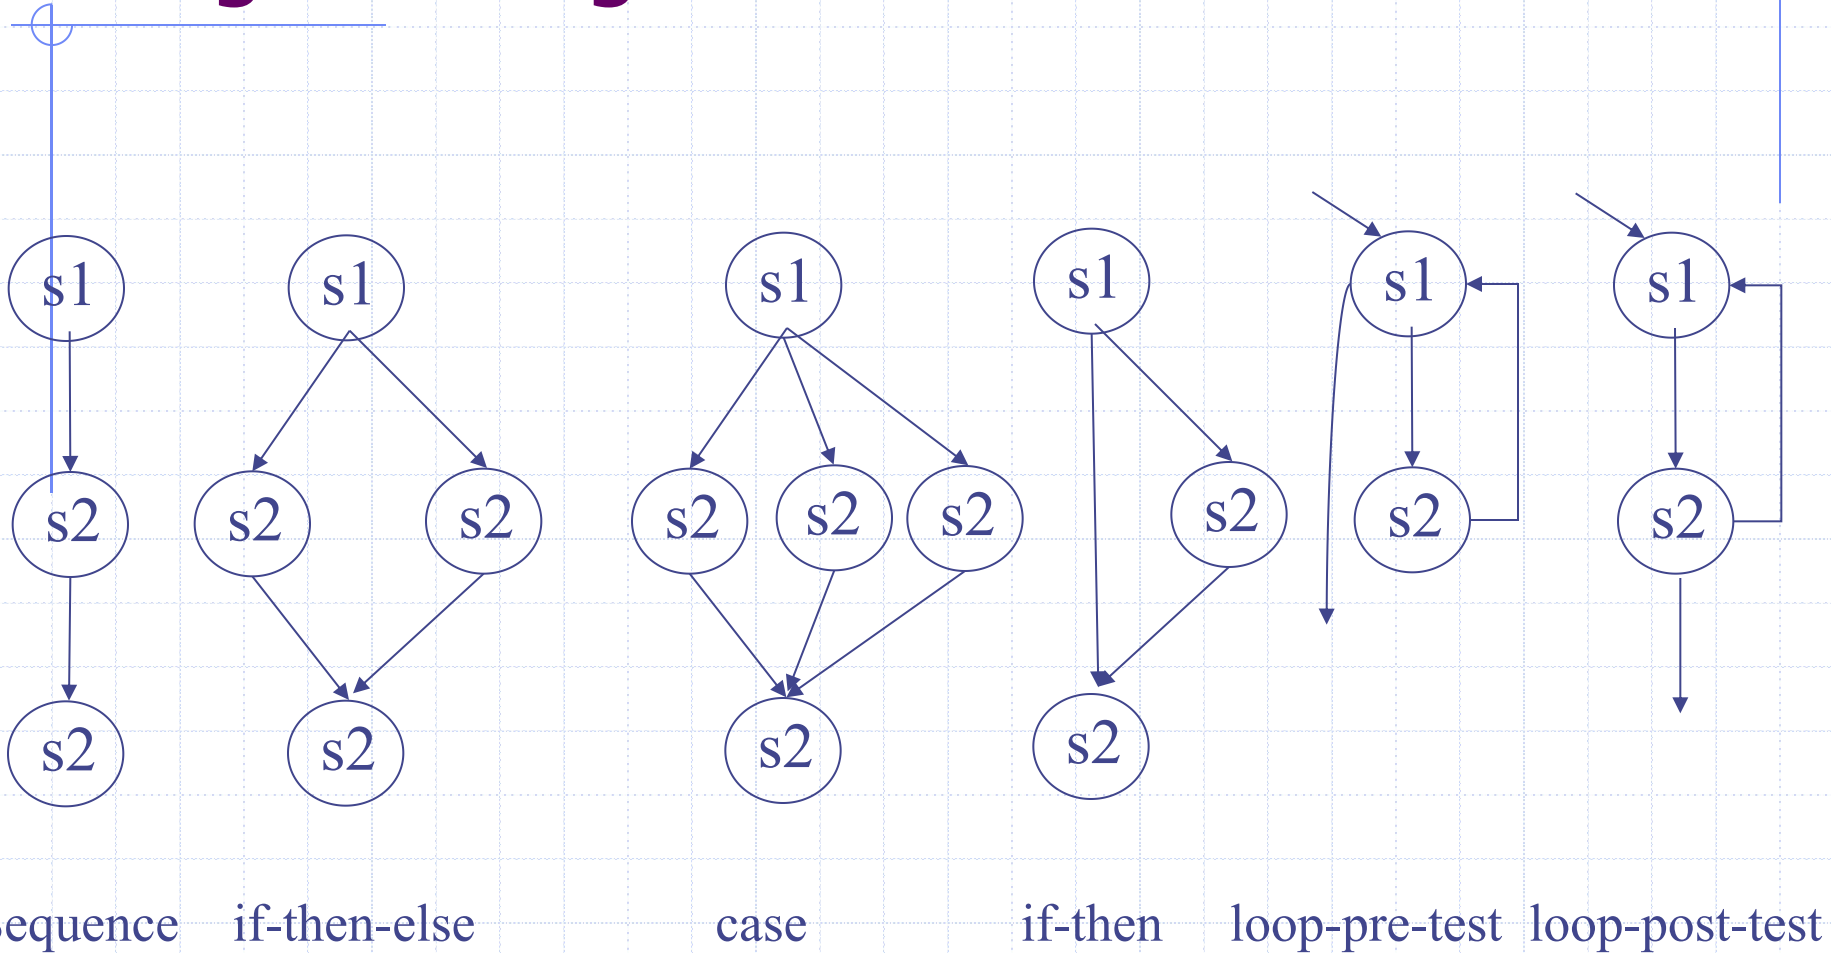 s1 s1 s1 s1 s1 s1
s2 s2 s2 s2 s2 s2 s2 s2 s2 s2
s2 s2 s2 s2
equence if-then-else case if-then loop-pre-test loop-post-test